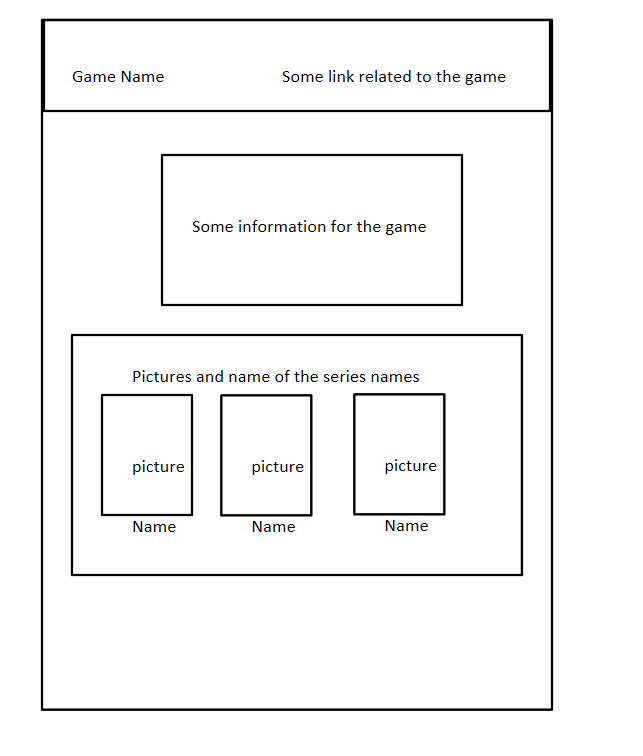 Game Name
Some link related to the game
Some information for the game
Pictures and name of the series names
picture
picture
picture
Name
Name
Name